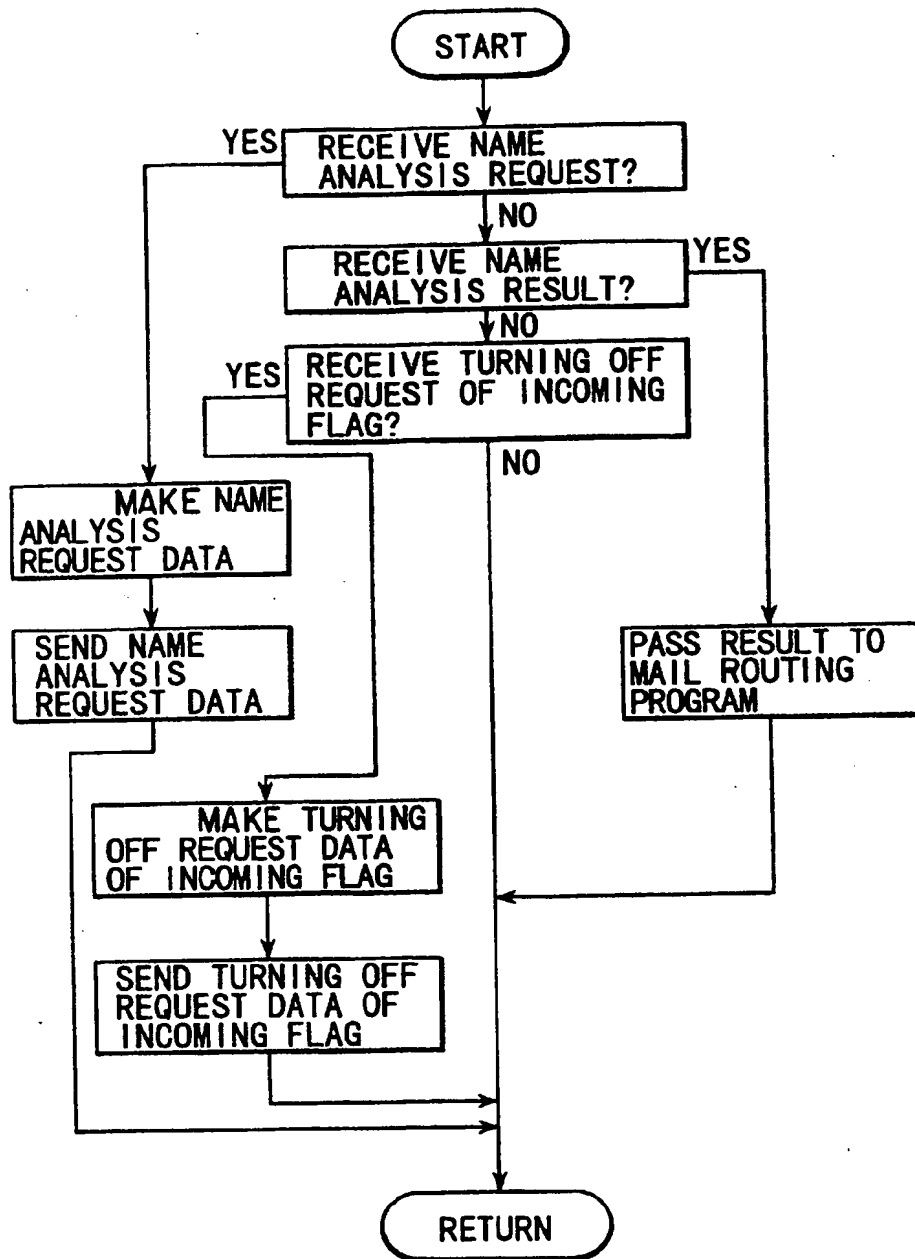 START
YES
RECEIVE NAME
ANALYSIS REQUEST?
NO
RECEIVE NAME
ANALYSIS RESULT?
YES
NO
YES
RECEIVE TURNING OFF
REQUEST OF INCOMING
FLAG?
NO
MAKE NAME
ANALYSIS
REQUEST DATA
SEND NAME
ANALYSIS
REQUEST DATA
PASS RESULT TO
MAIL ROUTING
PROGRAM
MAKE TURNING
OFF REQUEST DATA
OF INCOMING FLAG
SEND TURNING OFF
REQUEST DATA OF
INCOMING FLAG
RETURN